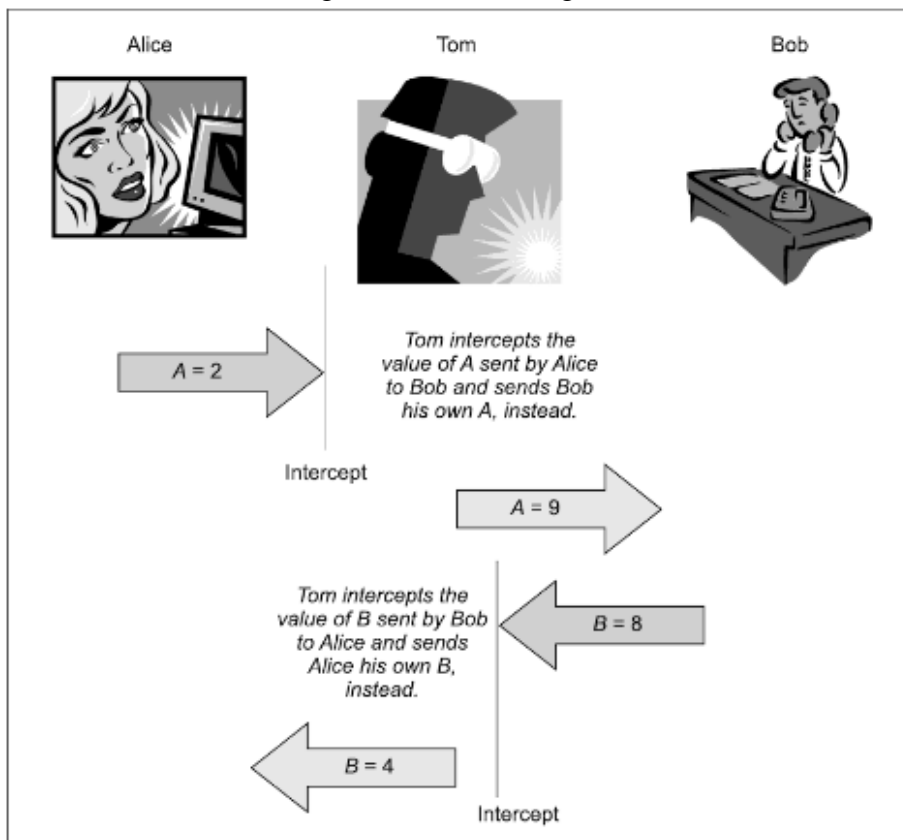 Alice
Tom
Bob
Tom intercepts the
value of A sent by Alice
to Bob and sends Bob
his own A, instead.
A = 2
Intercept
A = 9
Tom intercepts the
value of B sent by Bob
to Alice and sends
Alice his own B,
instead.
B = 8
B = 4
Intercept